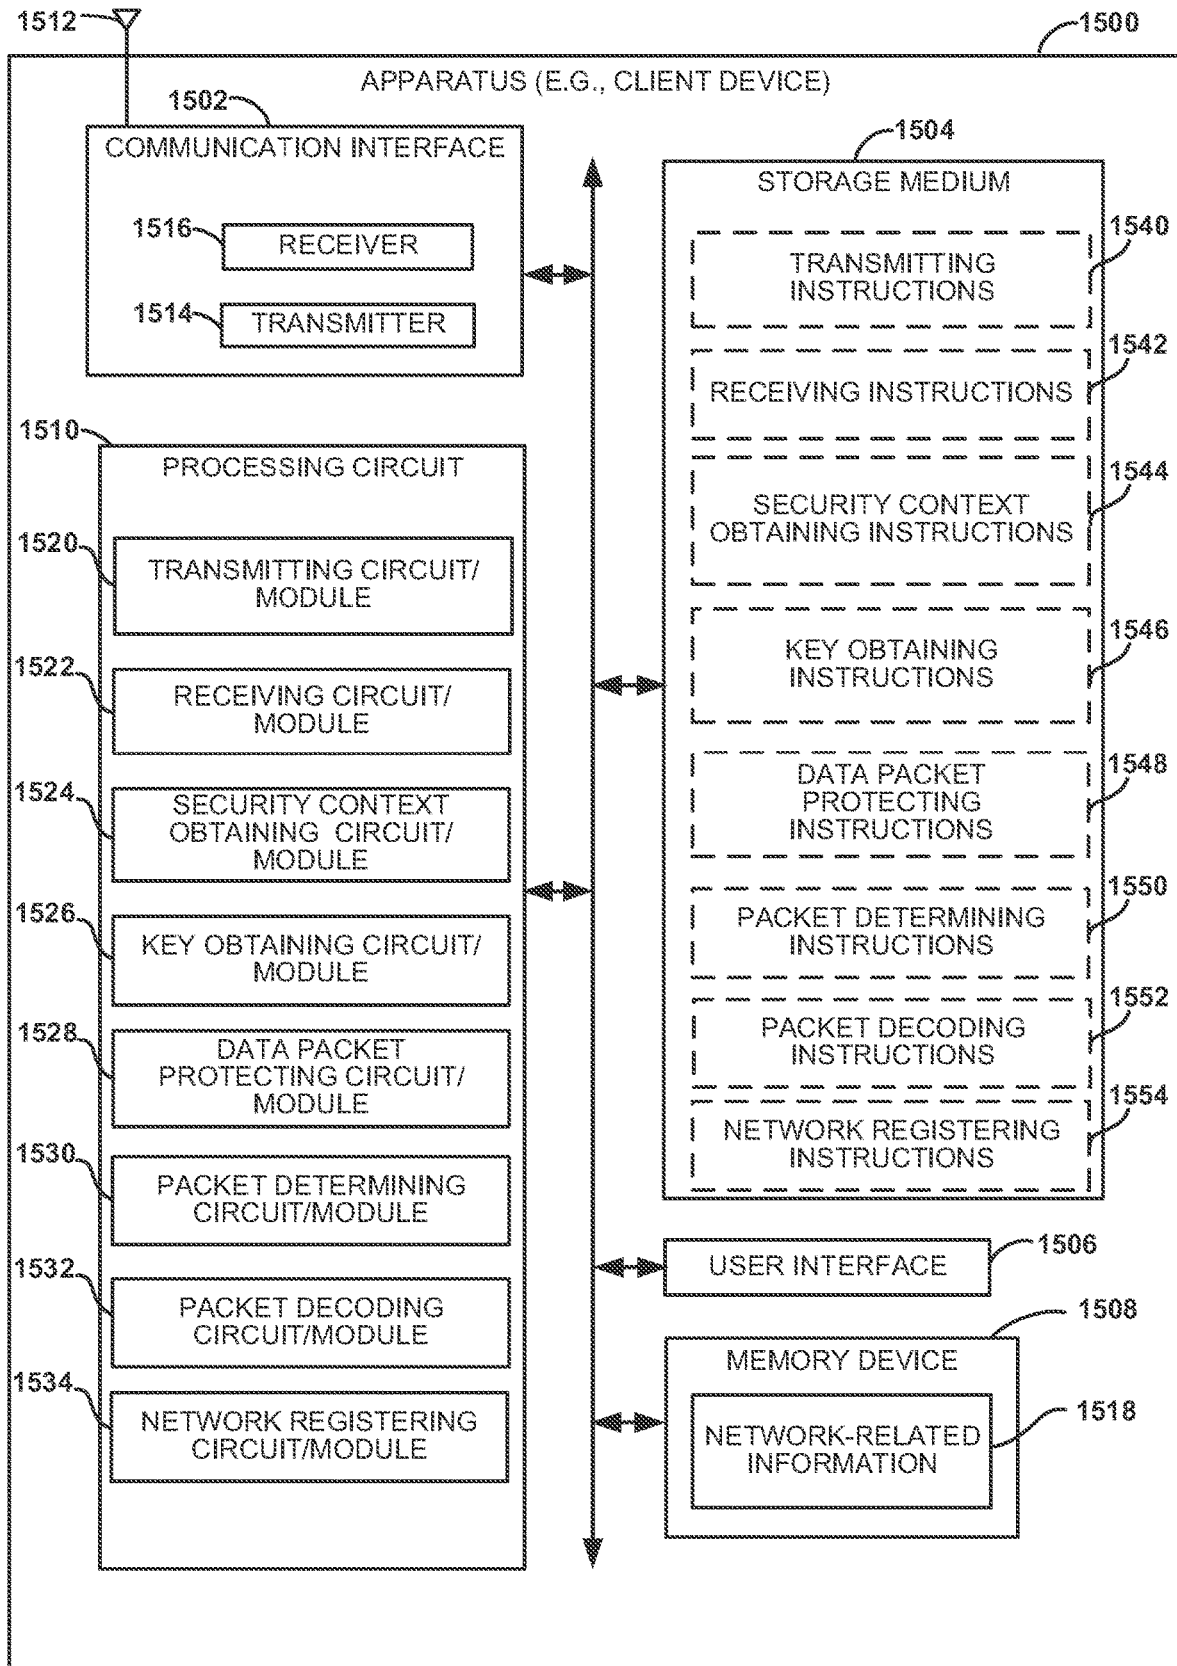 1512
1500
APPARATUS (E.G., CLIENT DEVICE)
1502
COMMUNICATION INTERFACE
1516
RECEIVER
1514
TRANSMITTER
1510
PROCESSING CIRCUIT
1520
TRANSMITTING CIRCUIT/
MODULE
1522
RECEIVING CIRCUIT/
MODULE
1524
SECURITY CONTEXT
OBTAINING CIRCUIT/
MODULE
1526
KEY OBTAINING CIRCUIT/
MODULE
1528
DATA PACKET
PROTECTING CIRCUIT/
MODULE
1530
PACKET DETERMINING
CIRCUIT/MODULE
1532
PACKET DECODING
CIRCUIT/MODULE
1534
NETWORK REGISTERING
CIRCUIT/MODULE
1504
STORAGE MEDIUM
1540
TRANSMITTING
INSTRUCTIONS
1542
RECEIVING INSTRUCTIONS
1544
SECURITY CONTEXT
OBTAINING INSTRUCTIONS
1546
KEY OBTAINING
INSTRUCTIONS
1548
DATA PACKET
PROTECTING
INSTRUCTIONS
1550
PACKET DETERMINING
INSTRUCTIONS
1552
PACKET DECODING
INSTRUCTIONS
1554
NETWORK REGISTERING
INSTRUCTIONS
1506
USER INTERFACE
1508
MEMORY DEVICE
1518
NETWORK-RELATED
INFORMATION